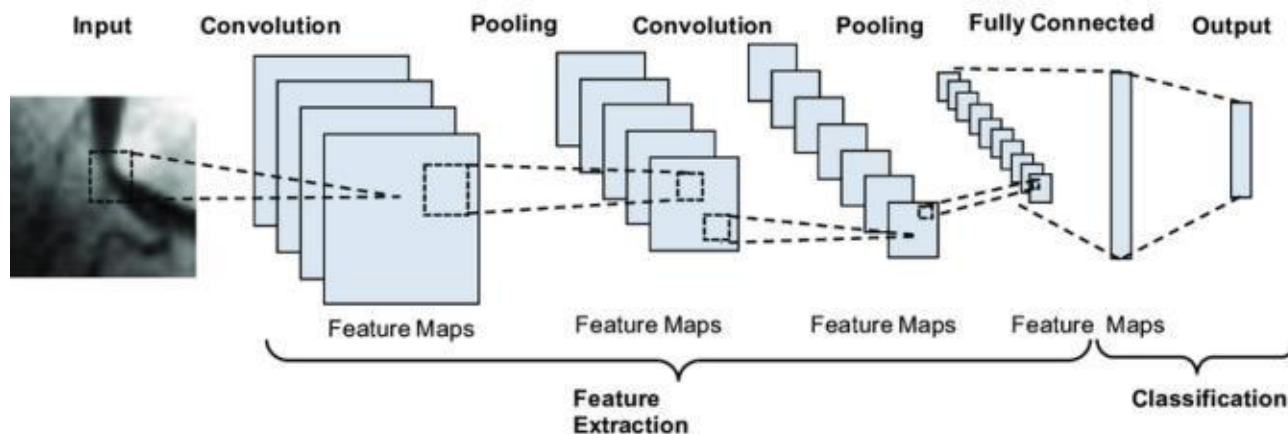 Input Convolution Pooling Convolution Pooling Fully Connected Output
Feature Maps Feature Maps Feature Maps Feature Maps
Feature
Extraction
Classification